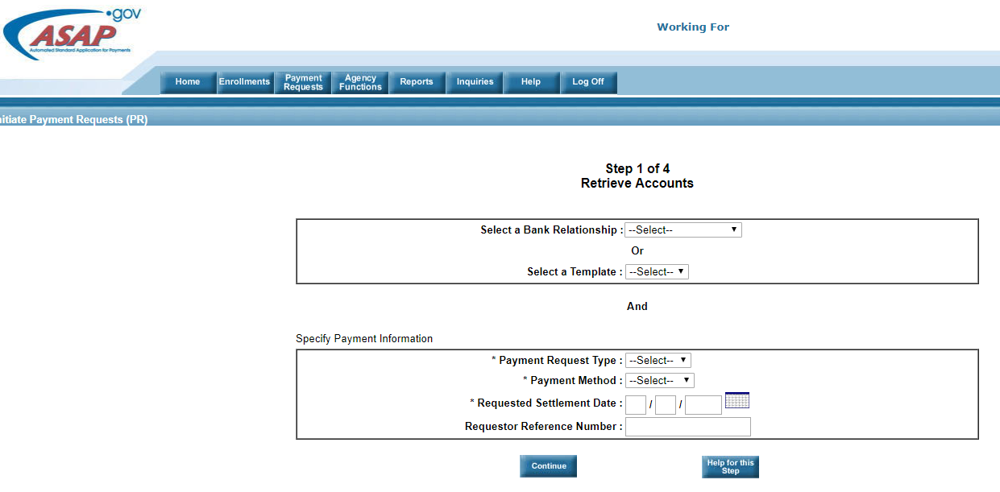 .gov
ASAP
Automated Standard Application for Payments
Working For
Home
Enrollments
Payment Requests
Agency Functions
Reports
Inquiries
Help
Log Off
nitiate Payment Requests (PR)
Step 1 of 4
Retrieve Accounts
Select a Bank Relationship : --Select--
Or
Select a Template : --Select--
And
Specify Payment Information
* Payment Request Type : --Select--
* Payment Method : --Select--
* Requested Settlement Date : / /
Requestor Reference Number :
Continue
Help for this
Step